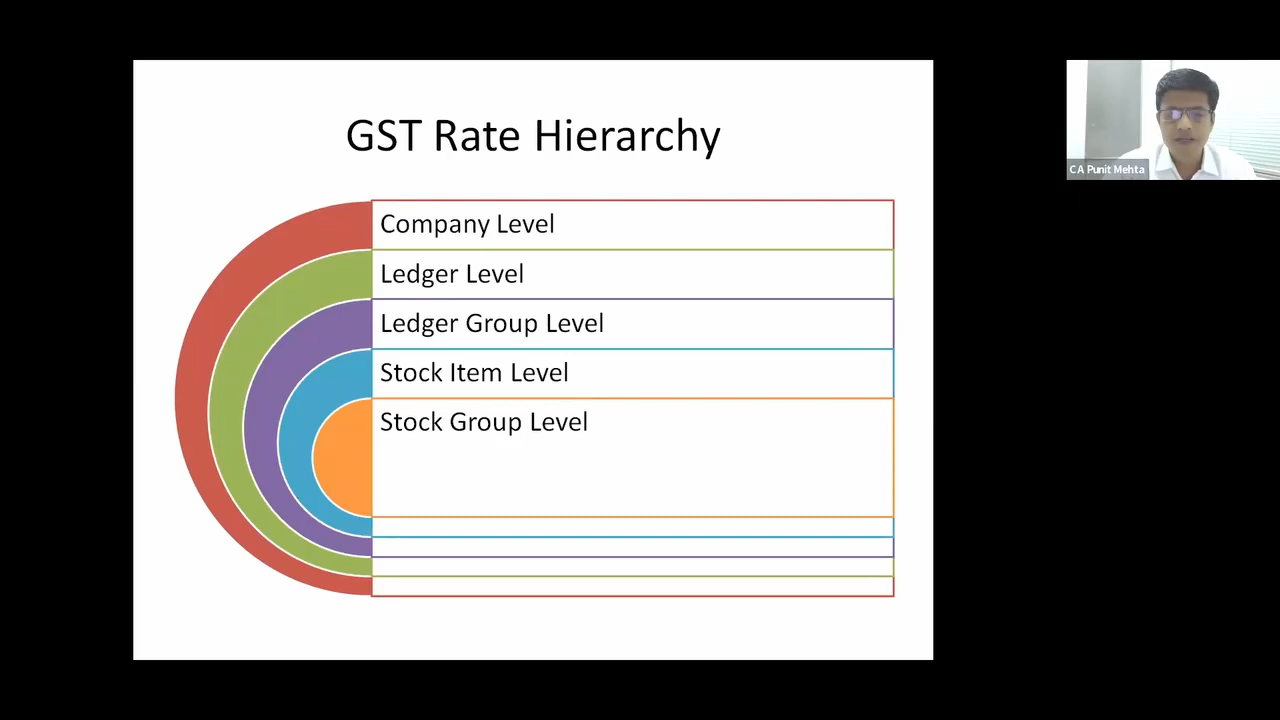 GST Rate Hierarchy
Company Level
Ledger Level
Ledger Group Level
Stock Item Level
Stock Group Level
CA Punit Mehta